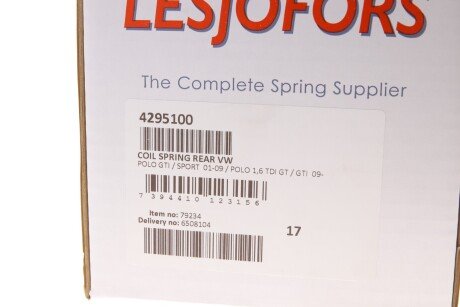 LESJÖFORS
The Complete Spring Supplier
4295100
COIL SPRING REAR VW
POLO GTI / SPORT 01-09 / POLO 1,6 TDI GT / GTI 09-
7 394410 123156
Item no: 79234
Delivery no: 6508104
17